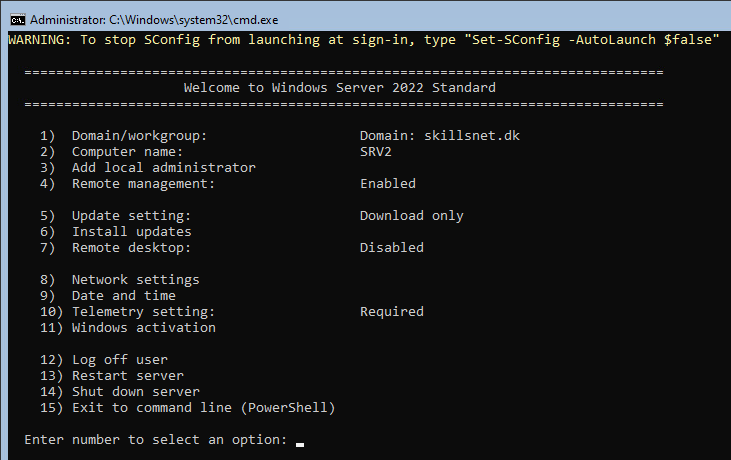 Administrator: C:\Windows\system32\cmd.exe
WARNING: To stop SConfig from launching at sign-in, type "Set-SConfig -AutoLaunch $false"
================================================================================
Welcome to Windows Server 2022 Standard
================================================================================
1) Domain/workgroup: Domain: skillsnet.dk
2) Computer name: SRV2
3) Add local administrator
4) Remote management: Enabled
5) Update setting: Download only
6) Install updates
7) Remote desktop: Disabled
8) Network settings
9) Date and time
10) Telemetry setting: Required
11) Windows activation
12) Log off user
13) Restart server
14) Shut down server
15) Exit to command line (PowerShell)
Enter number to select an option: